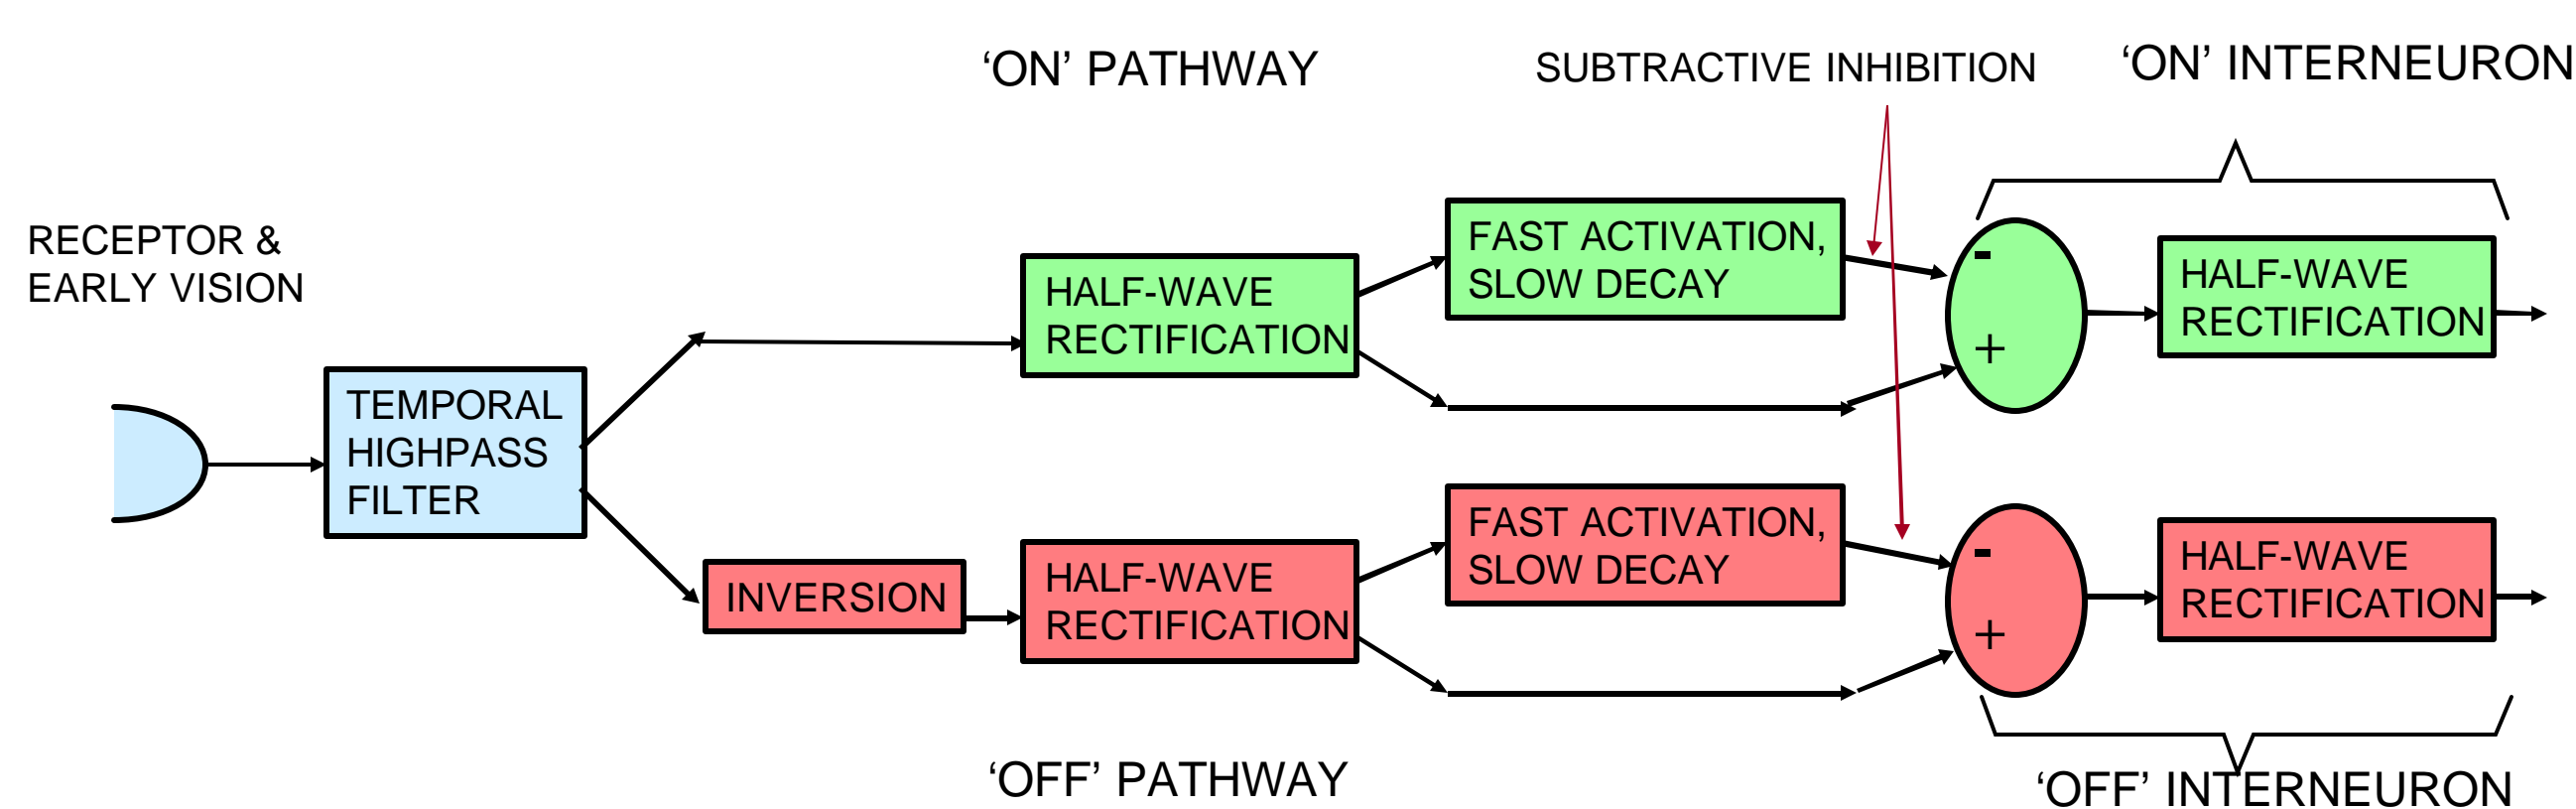 ‘ON’ PATHWAY
SUBTRACTIVE INHIBITION
‘ON’ INTERNEURON
RECEPTOR &
EARLY VISION
TEMPORAL
HIGHPASS
FILTER
HALF-WAVE
RECTIFICATION
FAST ACTIVATION,
SLOW DECAY
-
+
HALF-WAVE
RECTIFICATION
INVERSION
HALF-WAVE
RECTIFICATION
FAST ACTIVATION,
SLOW DECAY
-
+
HALF-WAVE
RECTIFICATION
‘OFF’ PATHWAY
‘OFF’ INTERNEURON